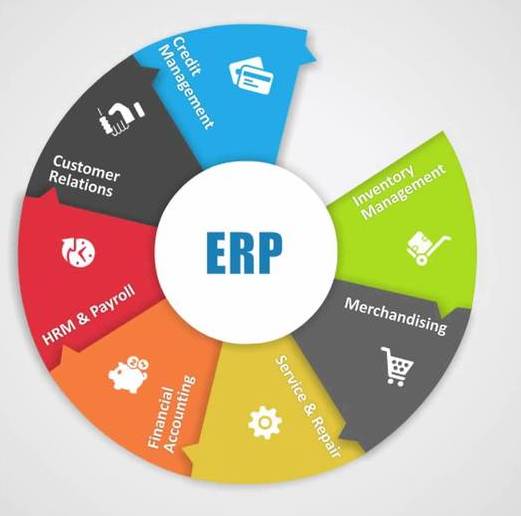 Credit
Management
Customer
Relations
HRM & Payroll
Financial
Accounting
Service & Repair
Merchandising
Inventory
Management
ERP